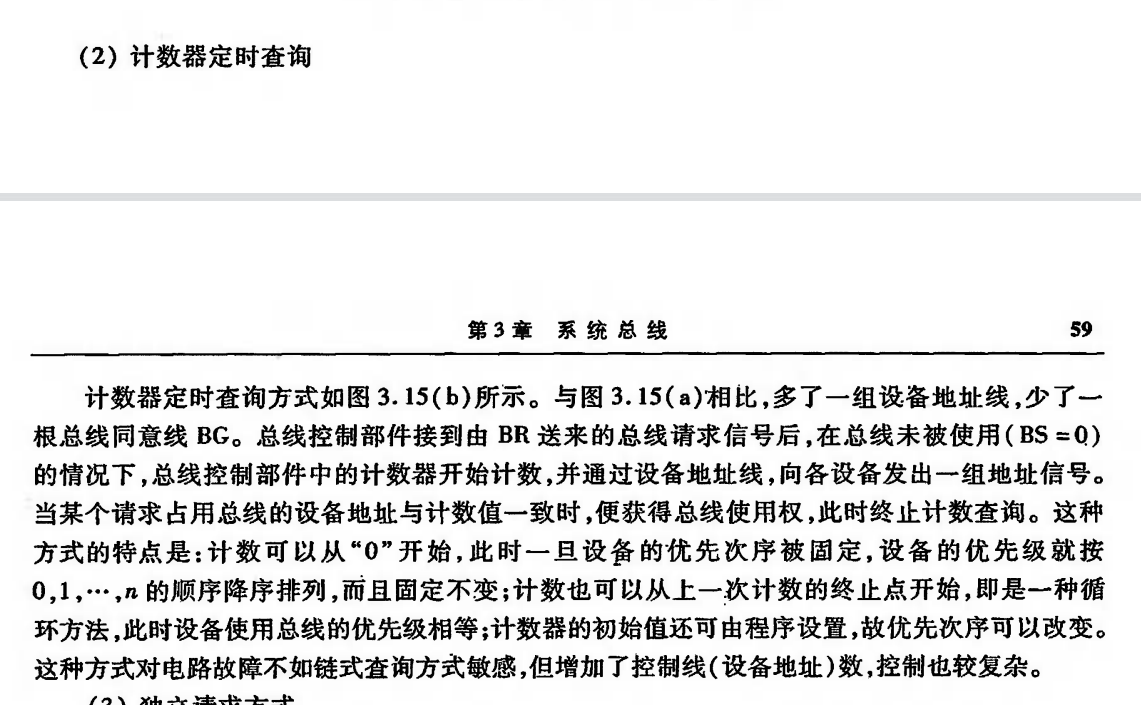 (2) 计数器定时查询
第3章 系统总线 59
计数器定时查询方式如图 3.15(b)所示。与图 3.15(a)相比,多了一组设备地址线,少了一
根总线同意线 BG。总线控制部件接到由 BR 送来的总线请求信号后,在总线未被使用(BS=0)
的情况下,总线控制部件中的计数器开始计数,并通过设备地址线,向各设备发出一组地址信号。
当某个请求占用总线的设备地址与计数值一致时,便获得总线使用权,此时终止计数查询。这种
方式的特点是:计数可以从“0”开始,此时一旦设备的优先次序被固定,设备的优先级就按
0,1,…,n 的顺序降序排列,而且固定不变;计数也可以从上一次计数的终止点开始,即是一种循
环方法,此时设备使用总线的优先级相等;计数器的初始值还可由程序设置,故优先次序可以改变。
这种方式对电路故障不如链式查询方式敏感,但增加了控制线(设备地址)数,控制也较复杂。
(3) 独立请求方式